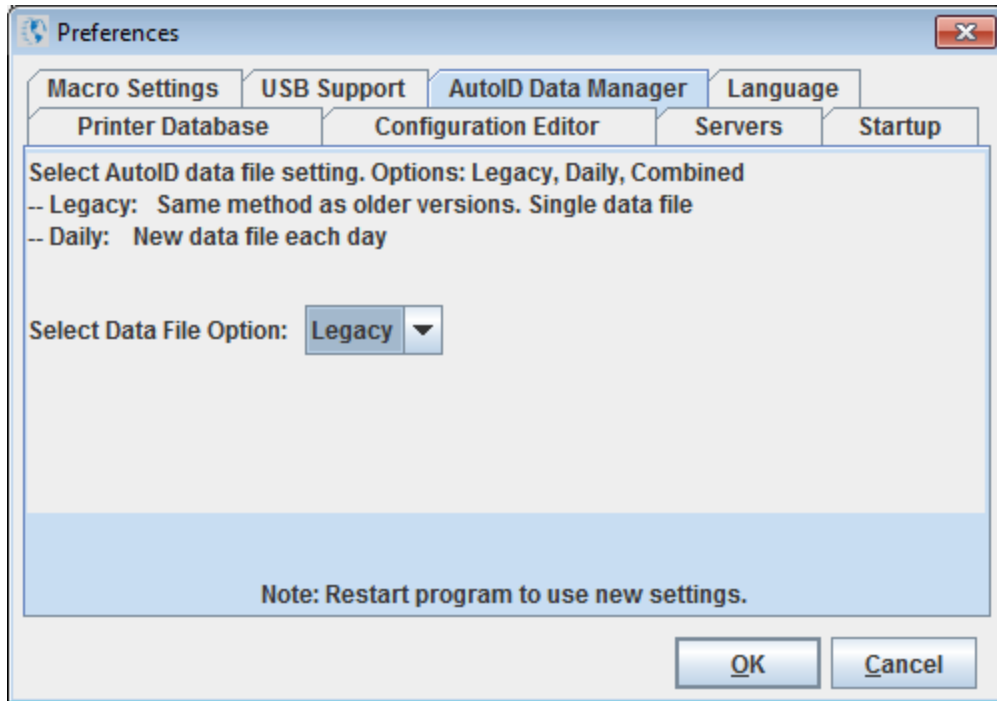 Preferences
Macro Settings USB Support AutoID Data Manager Language
Printer Database Configuration Editor Servers Startup
Select AutoID data file setting. Options: Legacy, Daily, Combined
-- Legacy: Same method as older versions. Single data file
-- Daily: New data file each day
Select Data File Option: Legacy
Note: Restart program to use new settings.
OK Cancel